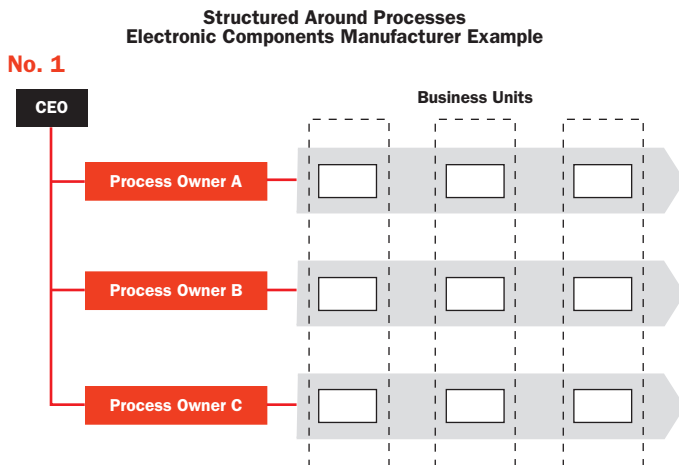 Structured Around Processes
Electronic Components Manufacturer Example
No. 1
CEO
Business Units
Process Owner A
Process Owner B
Process Owner C